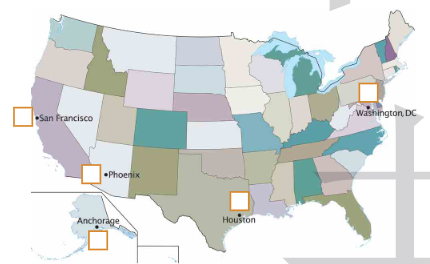 San Francisco
Washington, DC
Phoenix
Anchorage
Houston